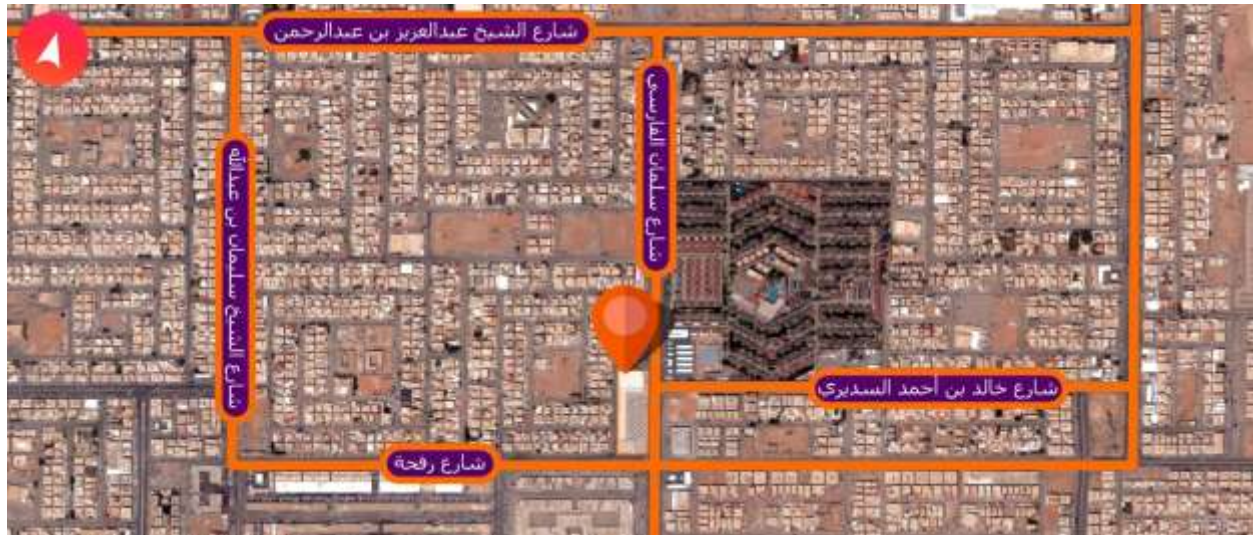 شارع الشيخ عبدالعزيز بن عبدالرحمن
شارع سلمان الفارسي
شارع الشيخ سليمان بن عبدالله
شارع خالد بن أحمد السديري
شارع رفحة